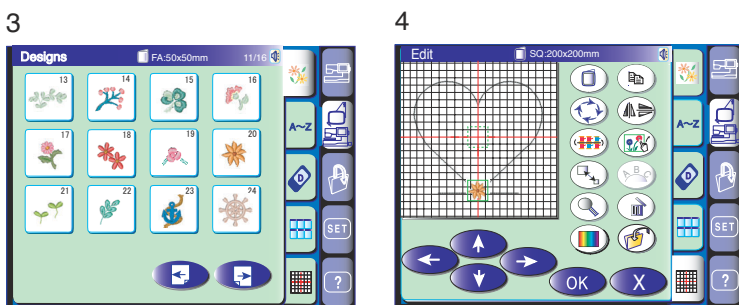 3
Designs FA:50x50mm 11/16
13 14 15 16
17 18 19 20
21 22 23 24
A~Z
D
SET
?
4
Edit SQ:200x200mm
A~Z
B
D
SET
OK X
?